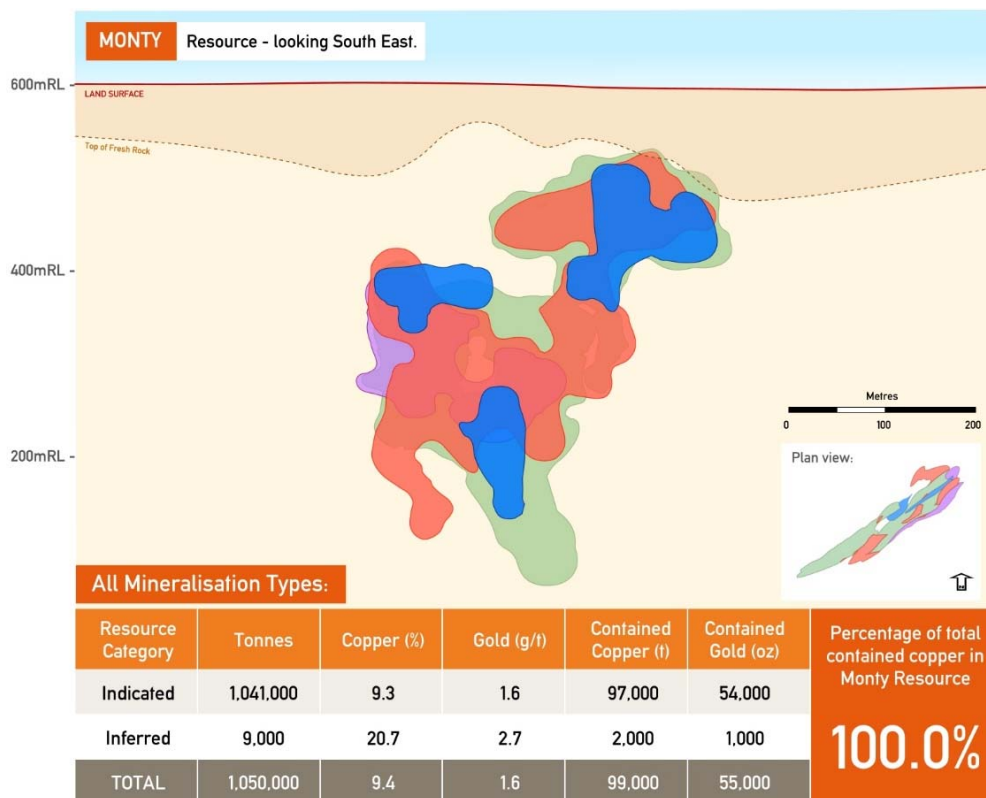 MONTY Resource - looking South East.
600mRL
LAND SURFACE
Top of Fresh Rock
400mRL
200mRL
Metres
0 100 200
Plan view:
All Mineralisation Types:
Resource Category Tonnes Copper (%) Gold (g/t) Contained Copper (t) Contained Gold (oz)
Indicated 1,041,000 9.3 1.6 97,000 54,000
Inferred 9,000 20.7 2.7 2,000 1,000
TOTAL 1,050,000 9.4 1.6 99,000 55,000
Percentage of total
contained copper in
Monty Resource
100.0%